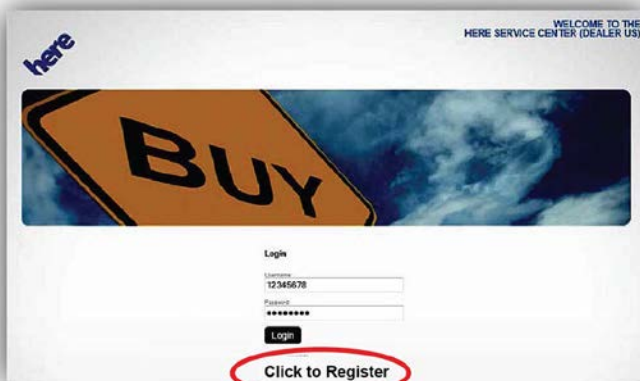 here
WELCOME TO THE
HERE SERVICE CENTER (DEALER US)
BUY
Login
Username
12345678
Password
••••••••
Login
Click to Register